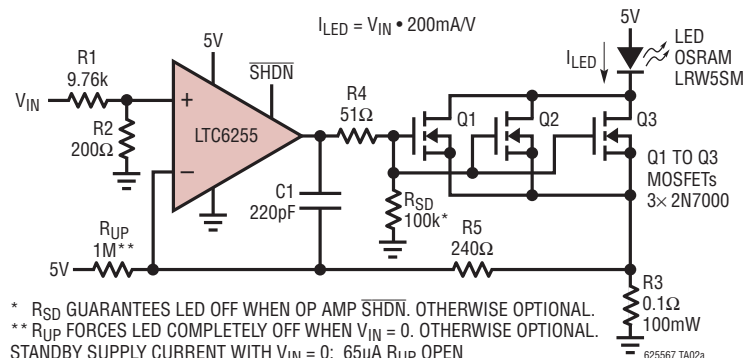 I_LED = V_IN • 200mA/V
5V
LED
OSRAM
LRW5SM
I_LED
5V
SHDN
R1
9.76k
V_IN
R2
200Ω
+
−
LTC6255
R4
51Ω
Q1
Q2
Q3
Q1 TO Q3
MOSFETs
3× 2N7000
C1
220pF
R_SD
100k*
R_UP
1M**
5V
R5
240Ω
R3
0.1Ω
100mW
* R_SD GUARANTEES LED OFF WHEN OP AMP SHDN. OTHERWISE OPTIONAL.
** R_UP FORCES LED COMPLETELY OFF WHEN V_IN = 0. OTHERWISE OPTIONAL.
STANDBY SUPPLY CURRENT WITH V_IN = 0: 65µA R_UP OPEN
625567 TA02a